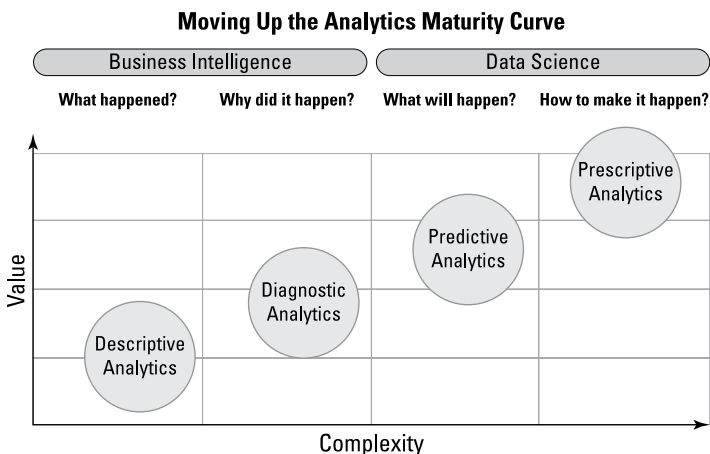 Moving Up the Analytics Maturity Curve
Business Intelligence
Data Science
What happened?
Why did it happen?
What will happen?
How to make it happen?
Prescriptive
Analytics
Predictive
Analytics
Diagnostic
Analytics
Descriptive
Analytics
Value
Complexity